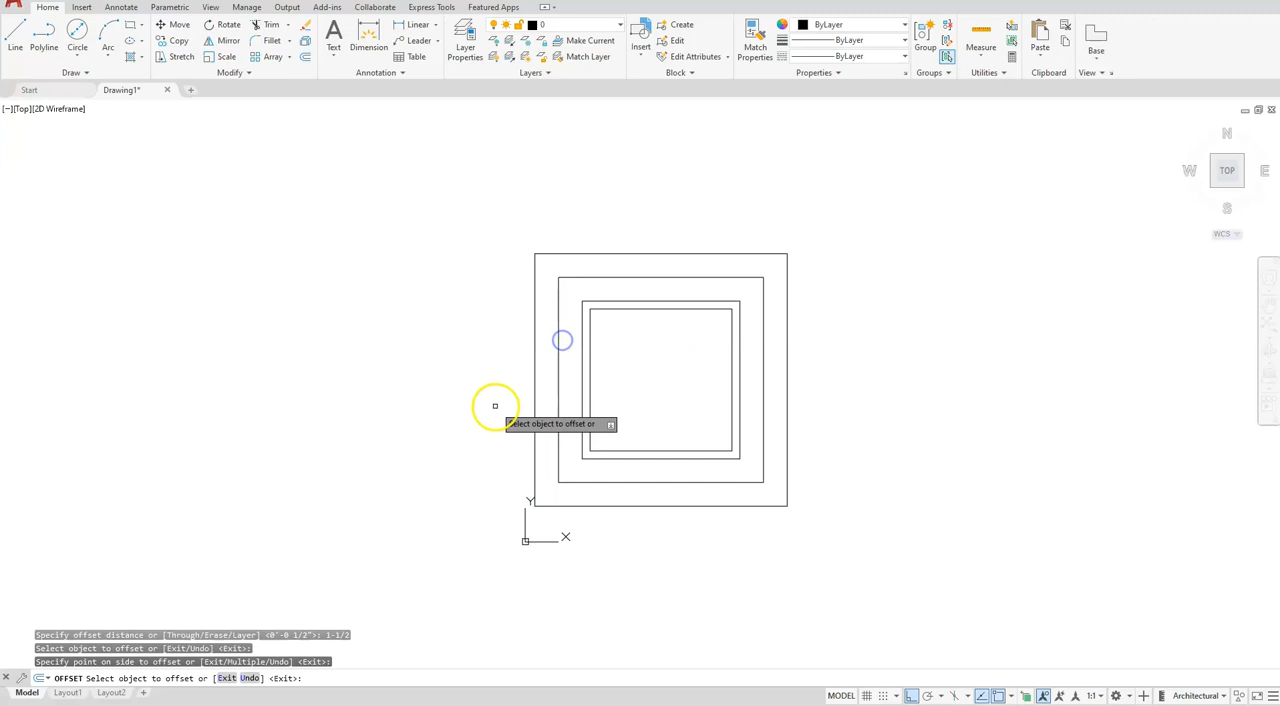 Home Insert Annotate Parametric View Manage Output Add-ins Collaborate Express Tools Featured Apps
Line Polyline Circle Arc
Draw
Move Rotate Trim
Copy Mirror Fillet
Stretch Scale Array
Modify
Text Dimension
Linear
Leader
Table
Annotation
Layer
Properties
0
Make Current
Match Layer
Layers
Insert
Create
Edit
Edit Attributes
Block
Match
Properties
ByLayer
ByLayer
ByLayer
Properties
Group
Groups
Measure
Utilities
Paste
Clipboard
Base
View
Start Drawing1*
[−][Top][2D Wireframe]
N
W TOP E
S
WCS
Select object to offset or
Y
X
Specify offset distance or [Through/Erase/Layer] <0'-0 1/2">: 1-1/2
Select object to offset or [Exit/Undo] <Exit>:
Specify point on side to offset or [Exit/Multiple/Undo] <Exit>:
OFFSET Select object to offset or [Exit Undo] <Exit>:
Model Layout1 Layout2
MODEL 1:1 Architectural